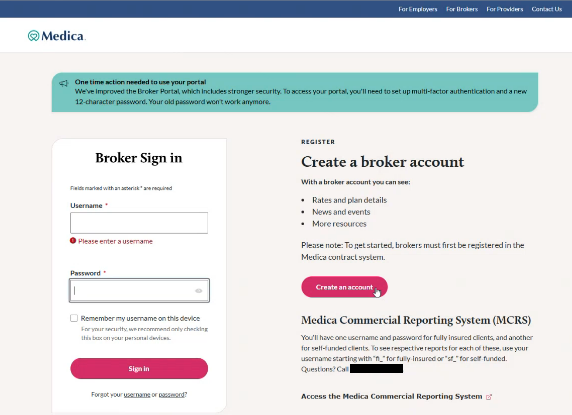 For Employers For Brokers For Providers Contact Us
Medica.
One time action needed to use your portal
We've improved the Broker Portal, which includes stronger security. To access your portal, you'll need to set up multi-factor authentication and a new
12-character password. Your old password won't work anymore.
Broker Sign in
Fields marked with an asterisk * are required
Username *
Please enter a username
Password *
Remember my username on this device
For your security, we recommend only checking
this box on your personal devices.
Sign in
Forgot your username or password?
REGISTER
Create a broker account
With a broker account you can see:
• Rates and plan details
• News and events
• More resources
Please note: To get started, brokers must first be registered in the
Medica contract system.
Create an account
Medica Commercial Reporting System (MCRS)
You'll have one username and password for fully insured clients, and another
for self-funded clients. To see respective reports for each of these, use your
username starting with "fi_" for fully-insured or "sf_" for self-funded.
Questions? Call
Access the Medica Commercial Reporting System